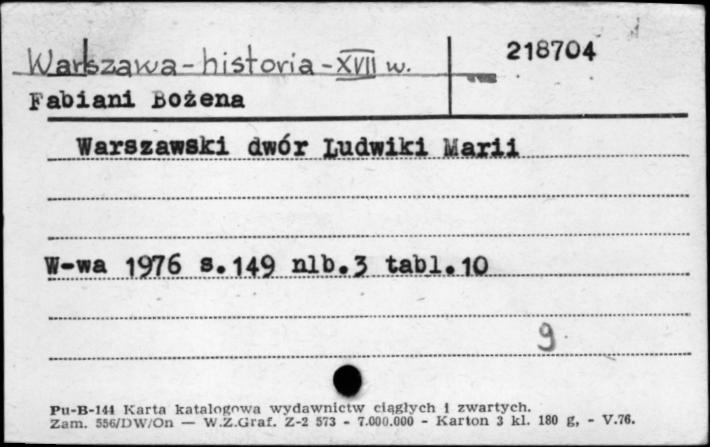 218704
Warszawa - historia - XVII w.
Fabiani Bożena
Warszawski dwór Ludwiki Marii
W-wa 1976 s.149 nlb.3 tabl.10
9
Pu-B-144 Karta katalogowa wydawnictw ciągłych i zwartych.
Zam. 556/DW/On — W.Z.Graf. Z-2 573 - 7.000.000 - Karton 3 kl. 180 g, - V.76.